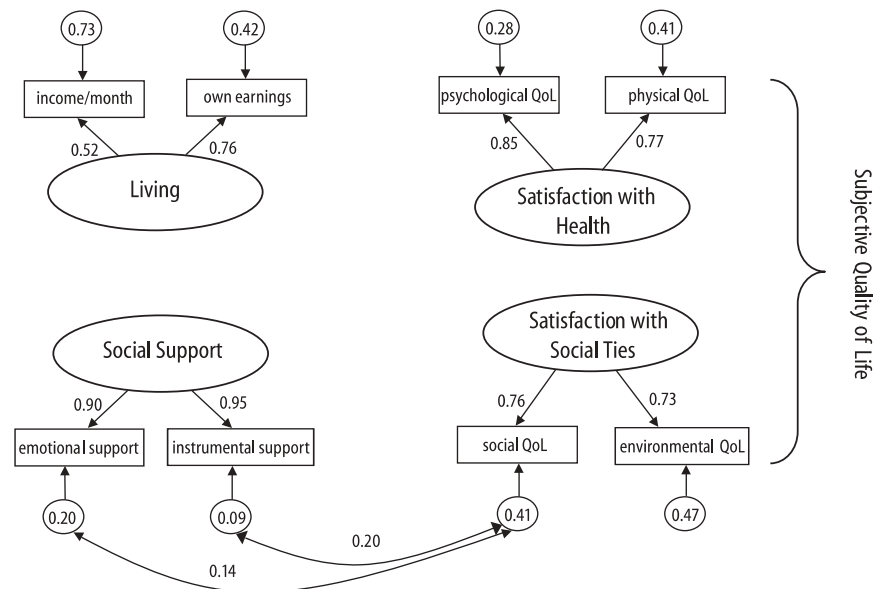 0.73
0.42
0.28
0.41
income/month
own earnings
psychological QoL
physical QoL
0.52
0.76
0.85
0.77
Living
Satisfaction with
Health
Subjective Quality of Life
Social Support
Satisfaction with
Social Ties
0.90
0.95
0.76
0.73
emotional support
instrumental support
social QoL
environmental QoL
0.20
0.09
0.41
0.47
0.20
0.14